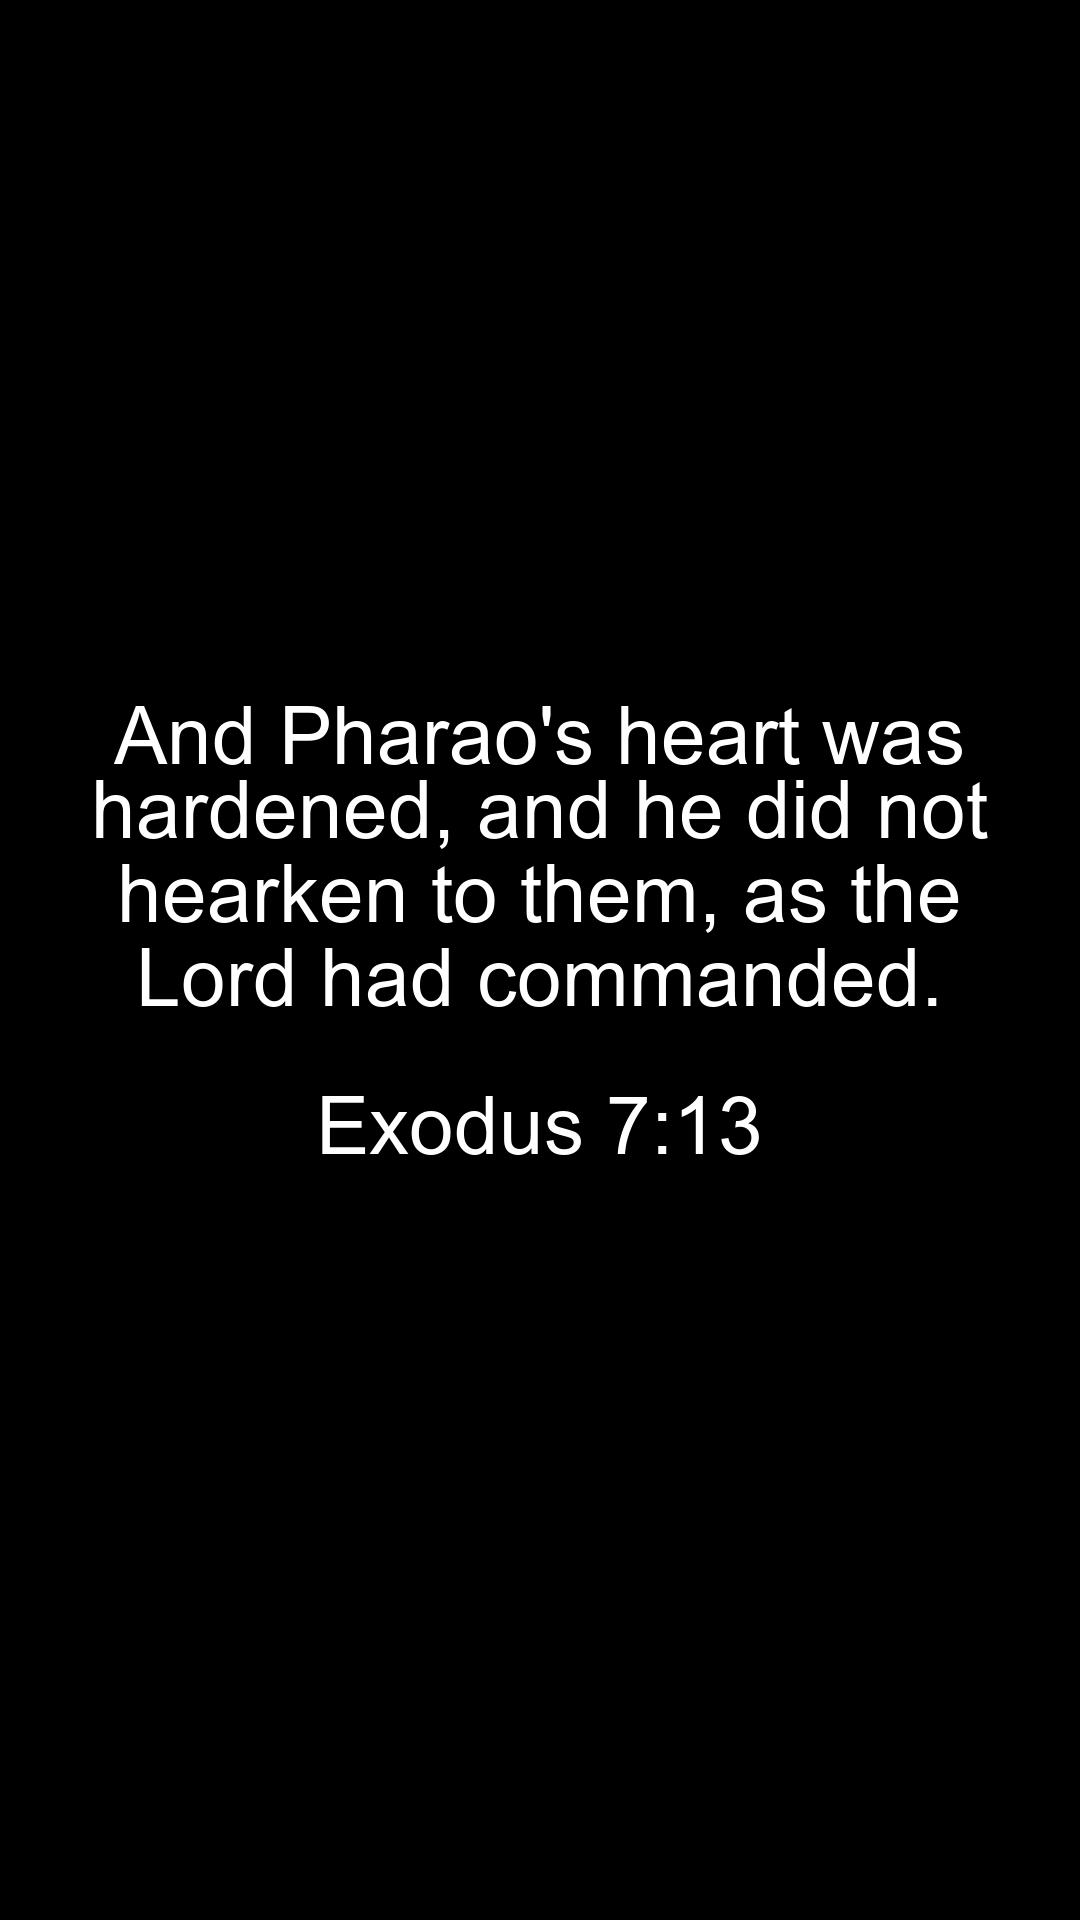 And Pharao's heart was
hardened, and he did not
hearken to them, as the
Lord had commanded.
Exodus 7:13